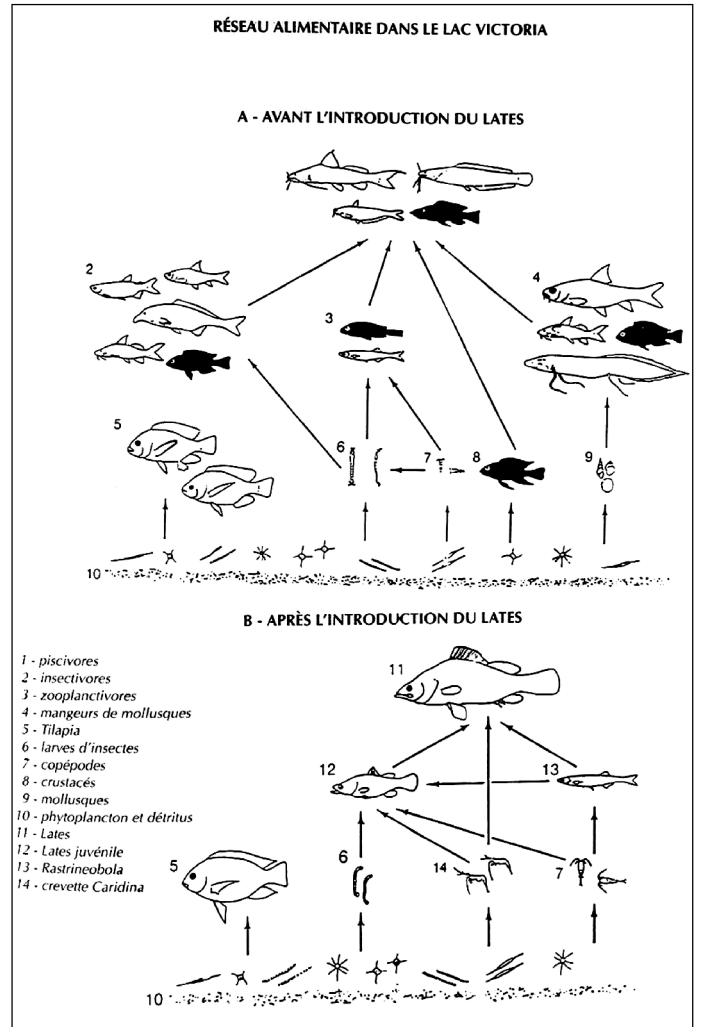 RÉSEAU ALIMENTAIRE DANS LE LAC VICTORIA
A - AVANT L'INTRODUCTION DU LATES
2
3
4
5
6
7
8
9
10
B - APRÈS L'INTRODUCTION DU LATES
1 - piscivores
2 - insectivores
3 - zooplanctivores
4 - mangeurs de mollusques
5 - Tilapia
6 - larves d'insectes
7 - copépodes
8 - crustacés
9 - mollusques
10 - phytoplancton et détritus
11 - Lates
12 - Lates juvénile
13 - Rastrineobola
14 - crevette Caridina
11
12
13
5
6
14
7
10